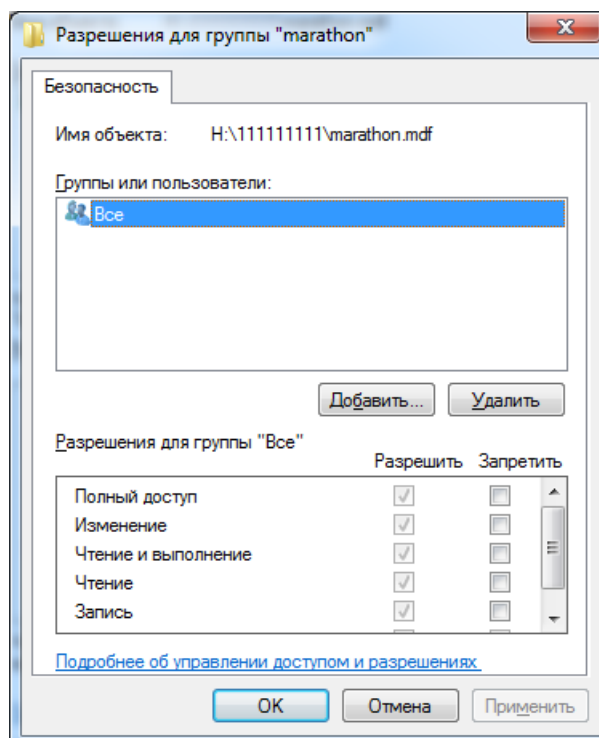 Разрешения для группы "marathon"
Безопасность
Имя объекта: H:\111111111\marathon.mdf
Группы или пользователи:
Все
Добавить... Удалить
Разрешения для группы "Все"
Разрешить Запретить
Полный доступ
Изменение
Чтение и выполнение
Чтение
Запись
Подробнее об управлении доступом и разрешениях
OK Отмена Применить